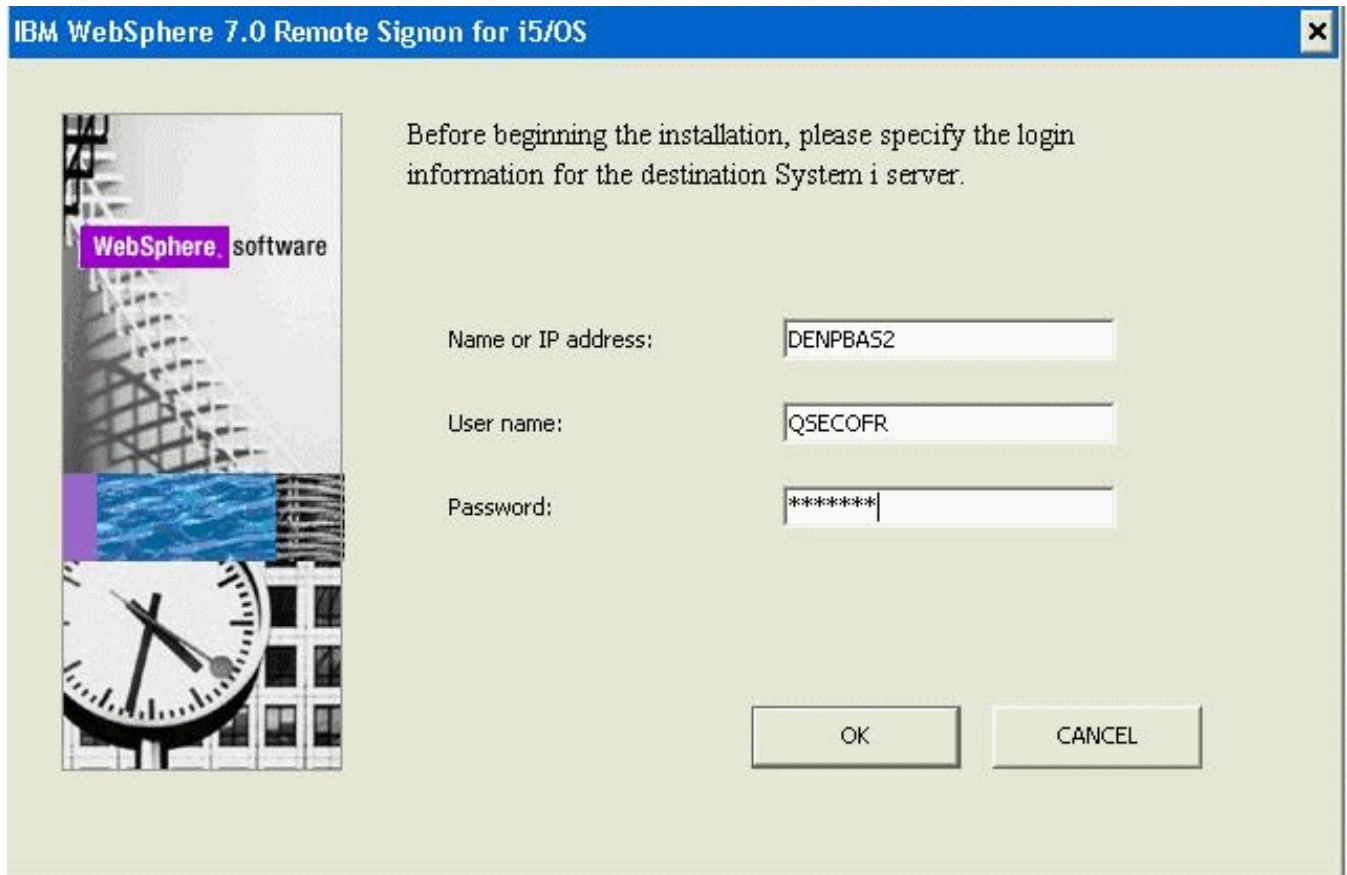 IBM WebSphere 7.0 Remote Signon for i5/OS
Before beginning the installation, please specify the login
information for the destination System i server.
WebSphere. software
Name or IP address: DENPBAS2
User name: QSECOFR
Password: *******
OK CANCEL